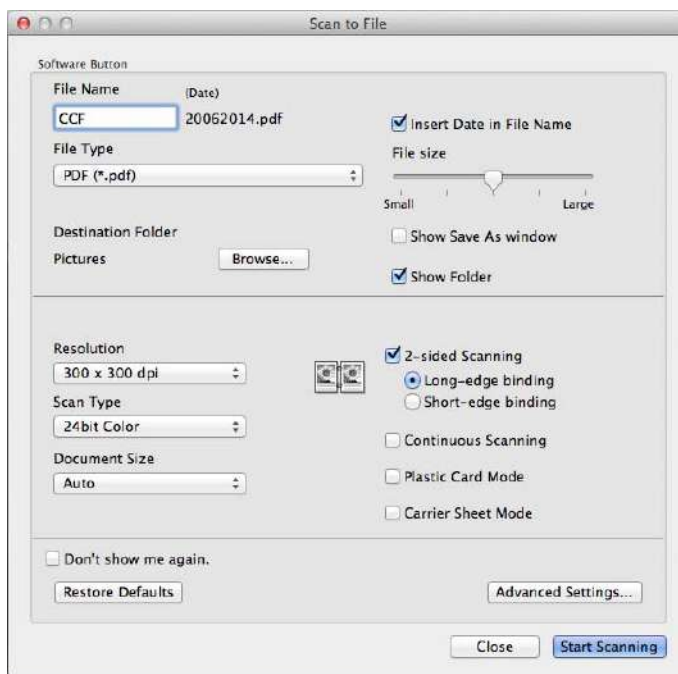 Scan to File
Software Button
File Name (Date)
CCF 20062014.pdf
Insert Date in File Name
File Type
File size
PDF (*.pdf)
Small Large
Destination Folder
Show Save As window
Pictures Browse...
Show Folder
Resolution
2-sided Scanning
300 x 300 dpi
Long-edge binding
Scan Type
Short-edge binding
24bit Color
Continuous Scanning
Document Size
Plastic Card Mode
Auto
Carrier Sheet Mode
Don't show me again.
Restore Defaults Advanced Settings...
Close Start Scanning